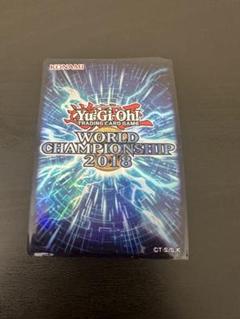 KONAMI
Yu-Gi-Oh!
TRADING CARD GAME
WORLD
CHAMPIONSHIP
2018